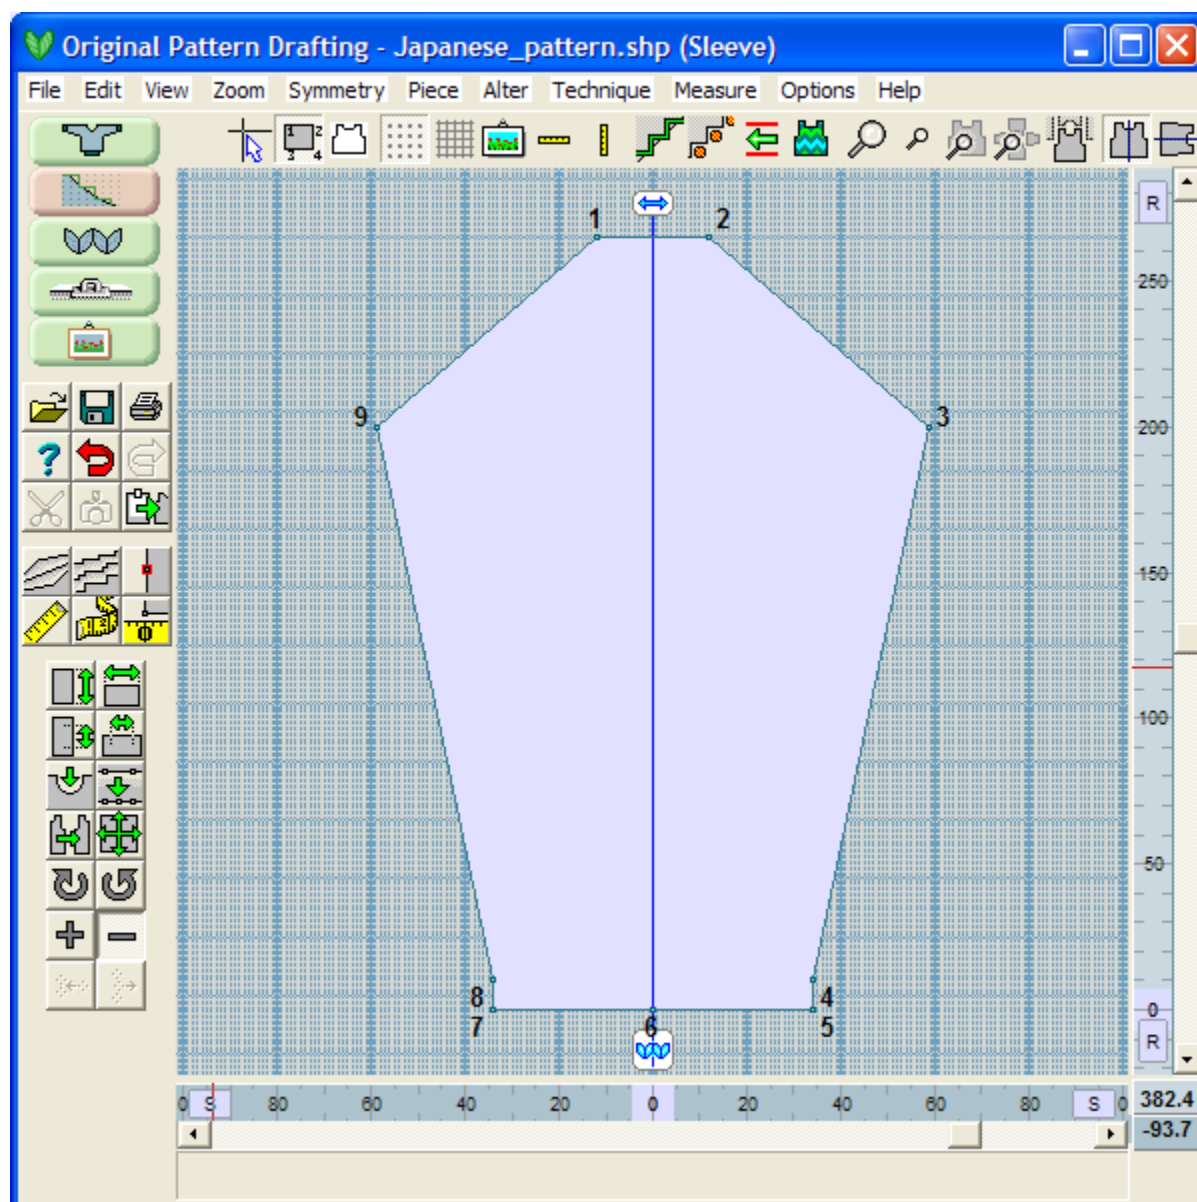 Original Pattern Drafting - Japanese_pattern.shp (Sleeve)
File Edit View Zoom Symmetry Piece Alter Technique Measure Options Help
R
1 2
250
9 3
200
150
100
50
8 4
0
7 6 5
R
0 S 80 60 40 20 0 20 40 60 80 S 0
382.4
-93.7